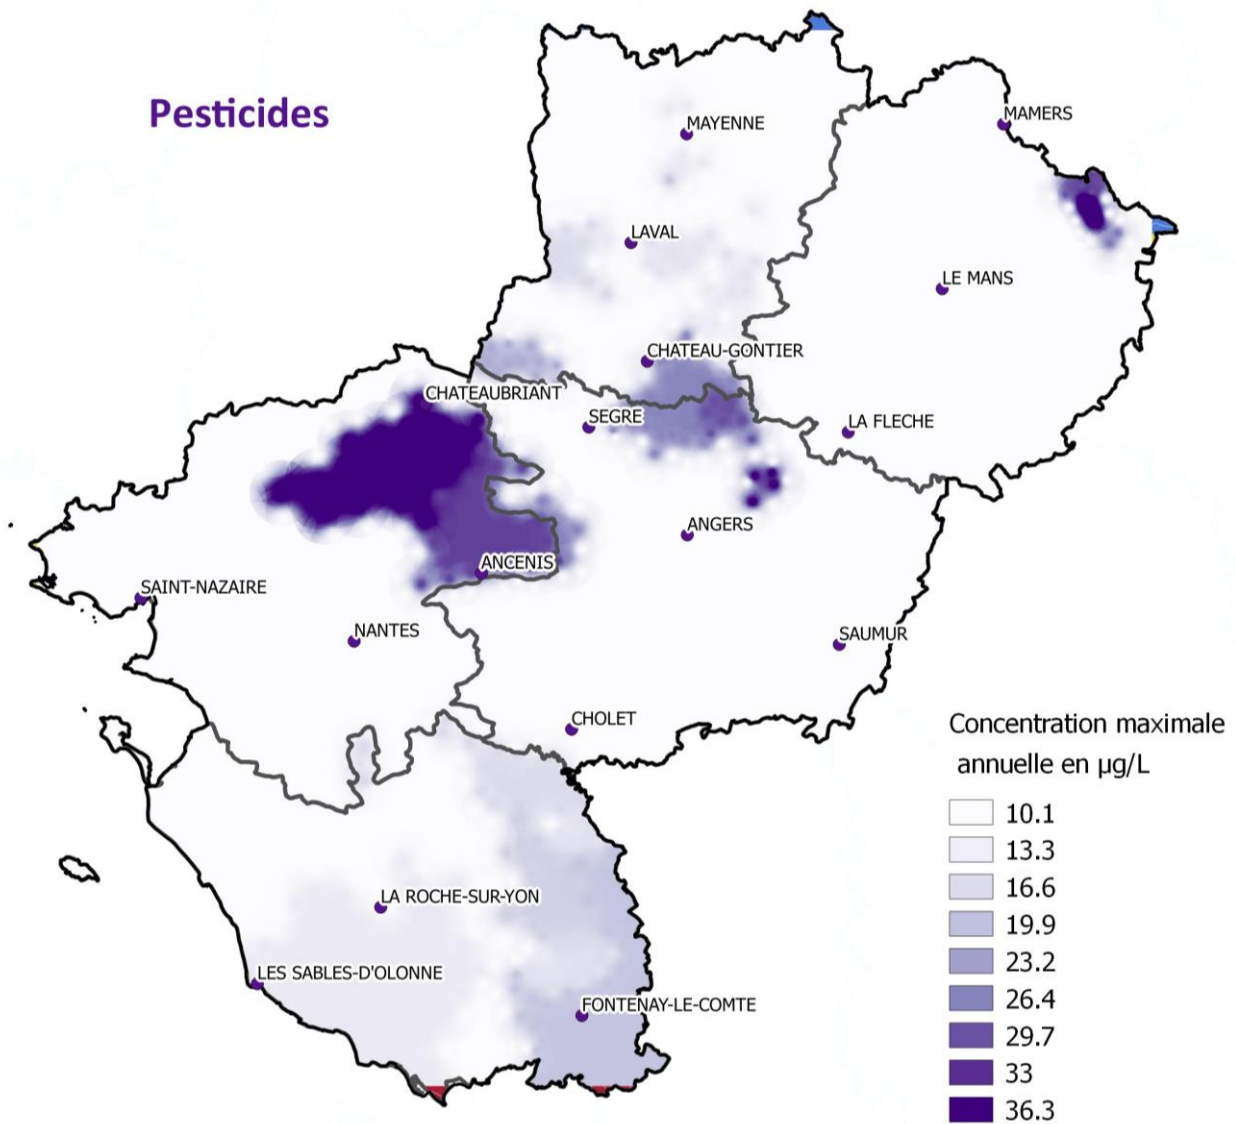 Pesticides
MAMERS
MAYENNE
LAVAL
LE MANS
CHATEAU-GONTIER
CHATEAUBRIANT
SEGRE
LA FLECHE
ANGERS
ANCENIS
SAINT-NAZAIRE
NANTES
SAUMUR
CHOLET
LA ROCHE-SUR-YON
LES SABLES-D'OLONNE
FONTENAY-LE-COMTE
Concentration maximale
annuelle en µg/L
10.1
13.3
16.6
19.9
23.2
26.4
29.7
33
36.3